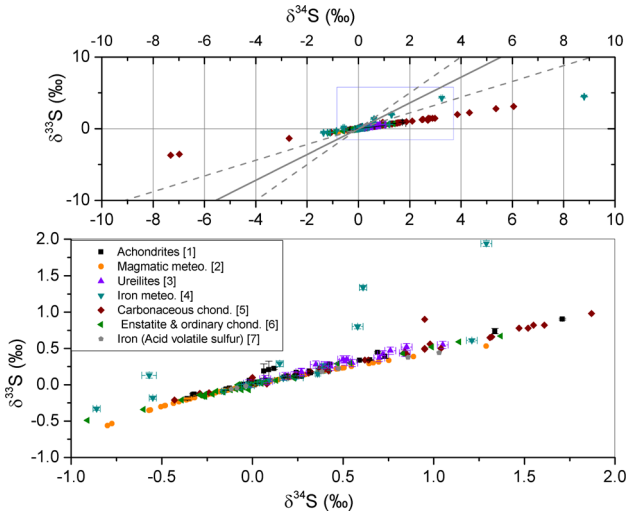 δ³⁴S (‰)
-10 -8 -6 -4 -2 0 2 4 6 8 10
δ³³S (‰)
10
0
-10
-10 -8 -6 -4 -2 0 2 4 6 8 10
2.0
1.5
1.0
0.5
0.0
-0.5
-1.0
δ³³S (‰)
Achondrites [1]
Magmatic meteo. [2]
Ureilites [3]
Iron meteo. [4]
Carbonaceous chond. [5]
Enstatite & ordinary chond. [6]
Iron (Acid volatile sulfur) [7]
-1.0 -0.5 0.0 0.5 1.0 1.5 2.0
δ³⁴S (‰)